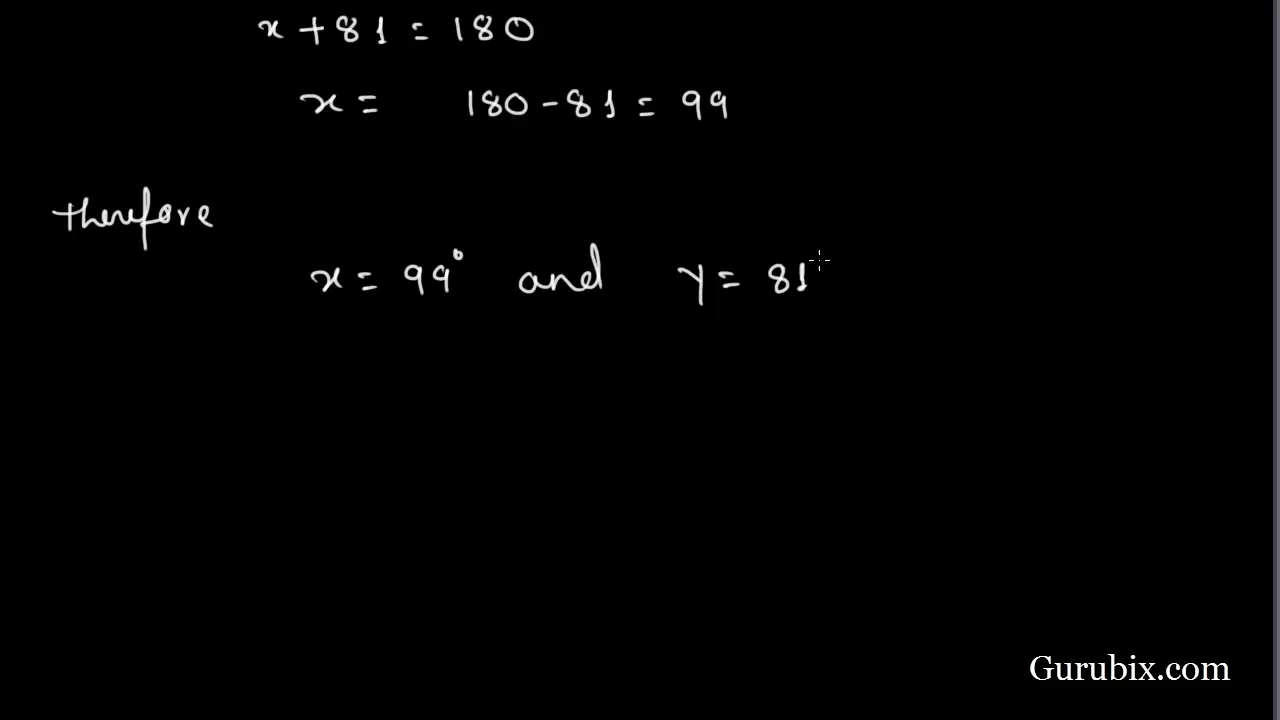 x + 81 = 180
x = 180 - 81 = 99
therefore
x = 99° and y = 81
Gurubix.com